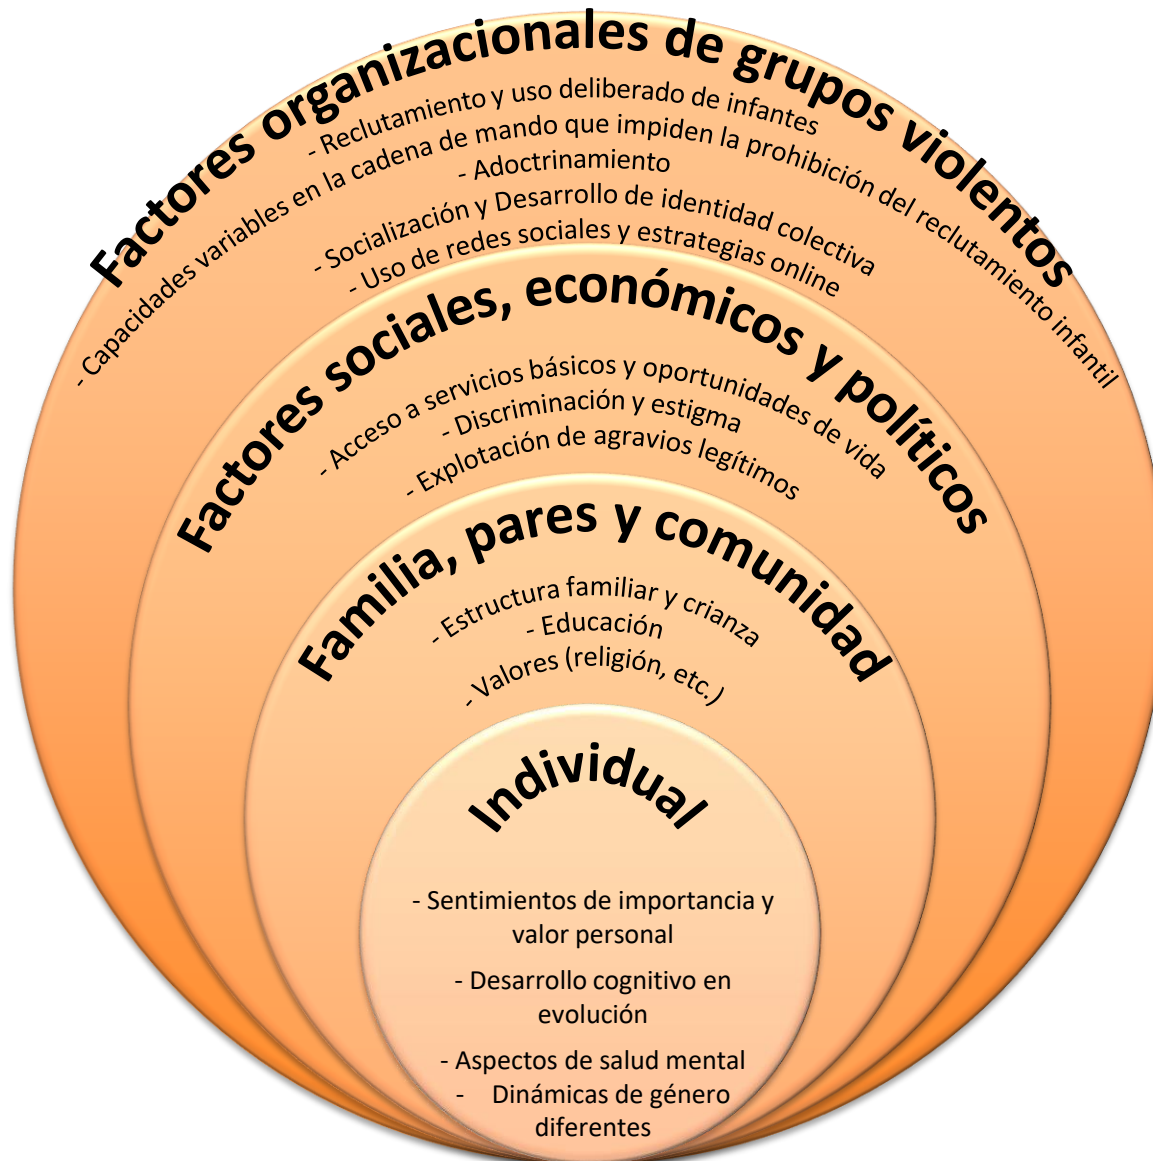 Factores organizacionales de grupos violentos
- Reclutamiento y uso deliberado de infantes
- Capacidades variables en la cadena de mando que impiden la prohibición del reclutamiento infantil
- Adoctrinamiento
- Socialización y Desarrollo de identidad colectiva
- Uso de redes sociales y estrategias online
Factores sociales, económicos y políticos
- Acceso a servicios básicos y oportunidades de vida
- Discriminación y estigma
- Explotación de agravios legítimos
Familia, pares y comunidad
- Estructura familiar y crianza
- Educación
- Valores (religión, etc.)
Individual
- Sentimientos de importancia y
valor personal
- Desarrollo cognitivo en
evolución
- Aspectos de salud mental
- Dinámicas de género
diferentes